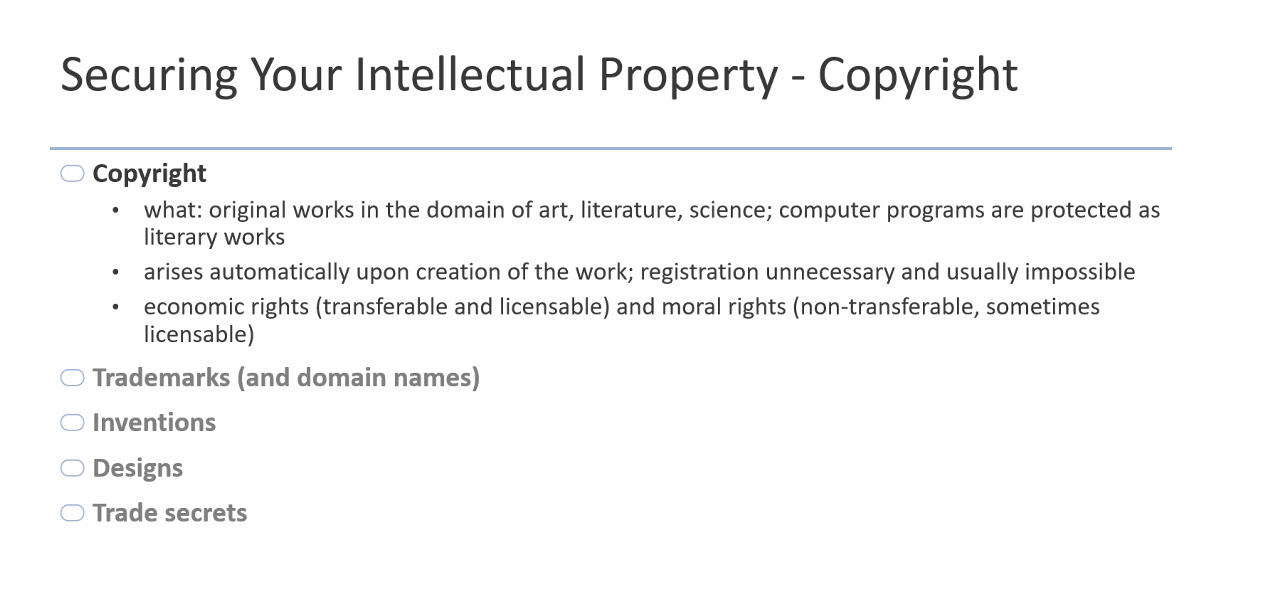 Securing Your Intellectual Property - Copyright
Copyright
• what: original works in the domain of art, literature, science; computer programs are protected as
literary works
• arises automatically upon creation of the work; registration unnecessary and usually impossible
• economic rights (transferable and licensable) and moral rights (non-transferable, sometimes
licensable)
Trademarks (and domain names)
Inventions
Designs
Trade secrets